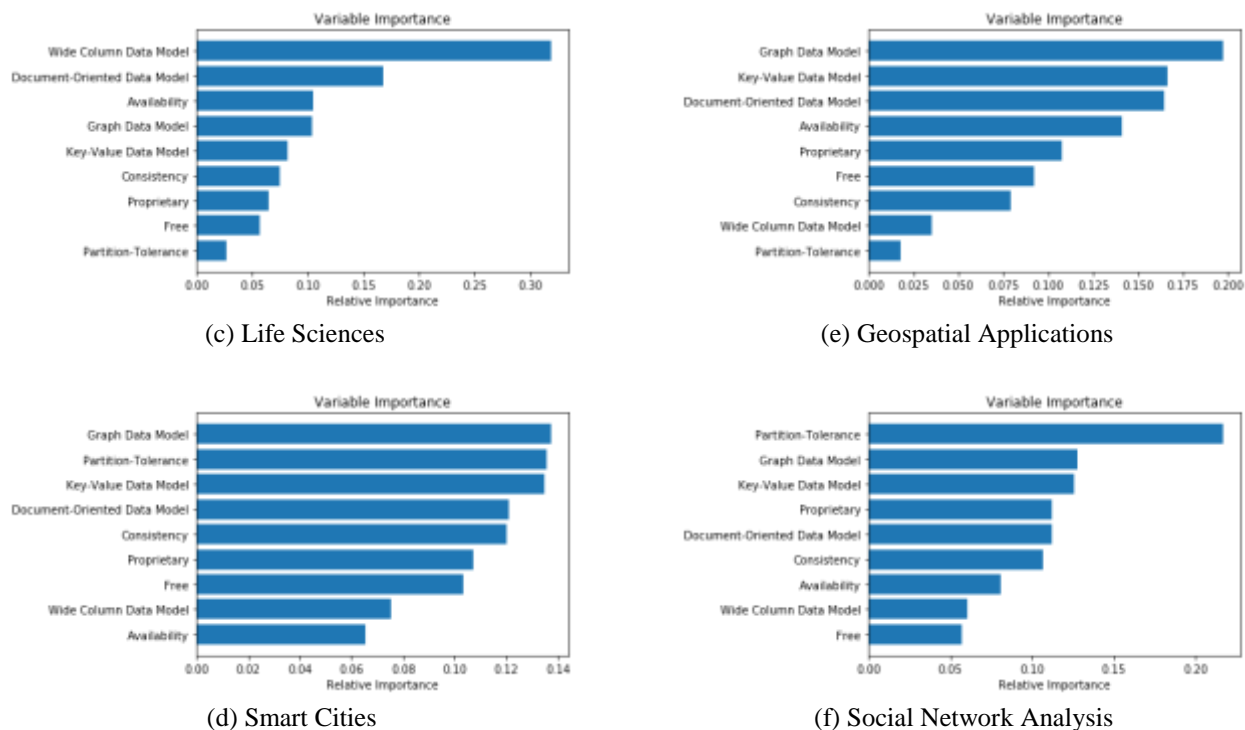 Variable Importance
Wide Column Data Model
Document-Oriented Data Model
Availability
Graph Data Model
Key-Value Data Model
Consistency
Proprietary
Free
Partition-Tolerance
0.00 0.05 0.10 0.15 0.20 0.25 0.30
Relative Importance
(c) Life Sciences
Variable Importance
Graph Data Model
Key-Value Data Model
Document-Oriented Data Model
Availability
Proprietary
Free
Consistency
Wide Column Data Model
Partition-Tolerance
0.000 0.025 0.050 0.075 0.100 0.125 0.150 0.175 0.200
Relative Importance
(e) Geospatial Applications
Variable Importance
Graph Data Model
Partition-Tolerance
Key-Value Data Model
Document-Oriented Data Model
Consistency
Proprietary
Free
Wide Column Data Model
Availability
0.00 0.02 0.04 0.06 0.08 0.10 0.12 0.14
Relative Importance
(d) Smart Cities
Variable Importance
Partition-Tolerance
Graph Data Model
Key-Value Data Model
Proprietary
Document-Oriented Data Model
Consistency
Availability
Wide Column Data Model
Free
0.00 0.05 0.10 0.15 0.20
Relative Importance
(f) Social Network Analysis